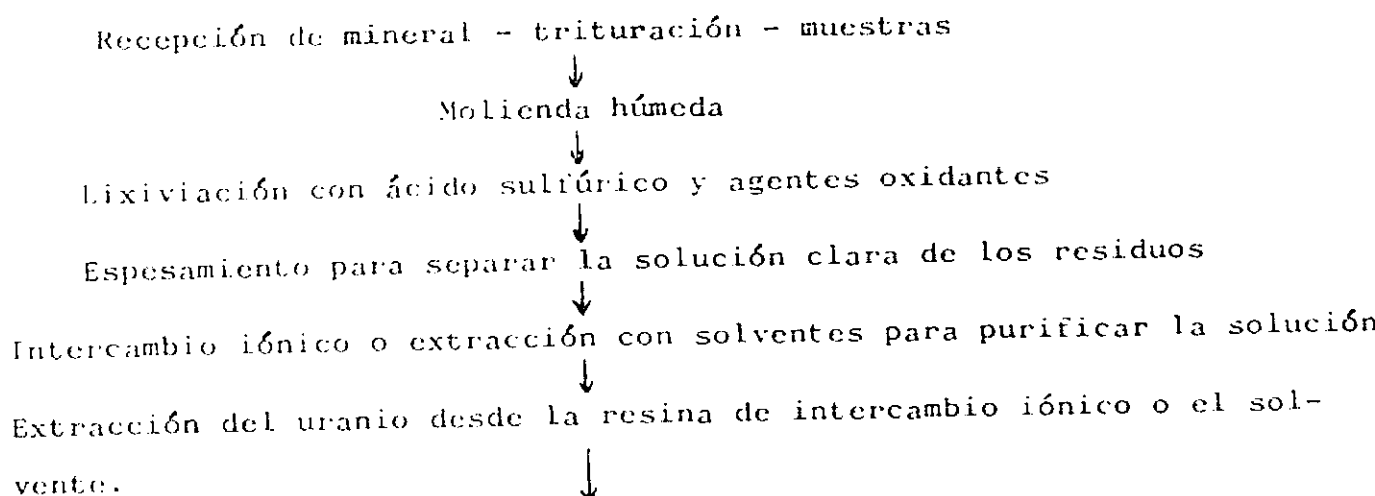 Recepción de mineral - trituración - muestras
↓
Molienda húmeda
↓
Lixiviación con ácido sulfúrico y agentes oxidantes
↓
Espesamiento para separar la solución clara de los residuos
↓
Intercambio iónico o extracción con solventes para purificar la solución
↓
Extracción del uranio desde la resina de intercambio iónico o el sol-
vente.
↓